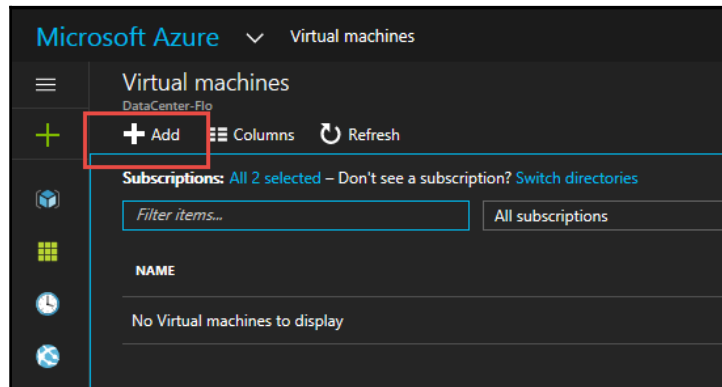 Microsoft Azure Virtual machines
Virtual machines
DataCenter-Flo
Add Columns Refresh
Subscriptions: All 2 selected – Don't see a subscription? Switch directories
Filter items... All subscriptions
NAME
No Virtual machines to display